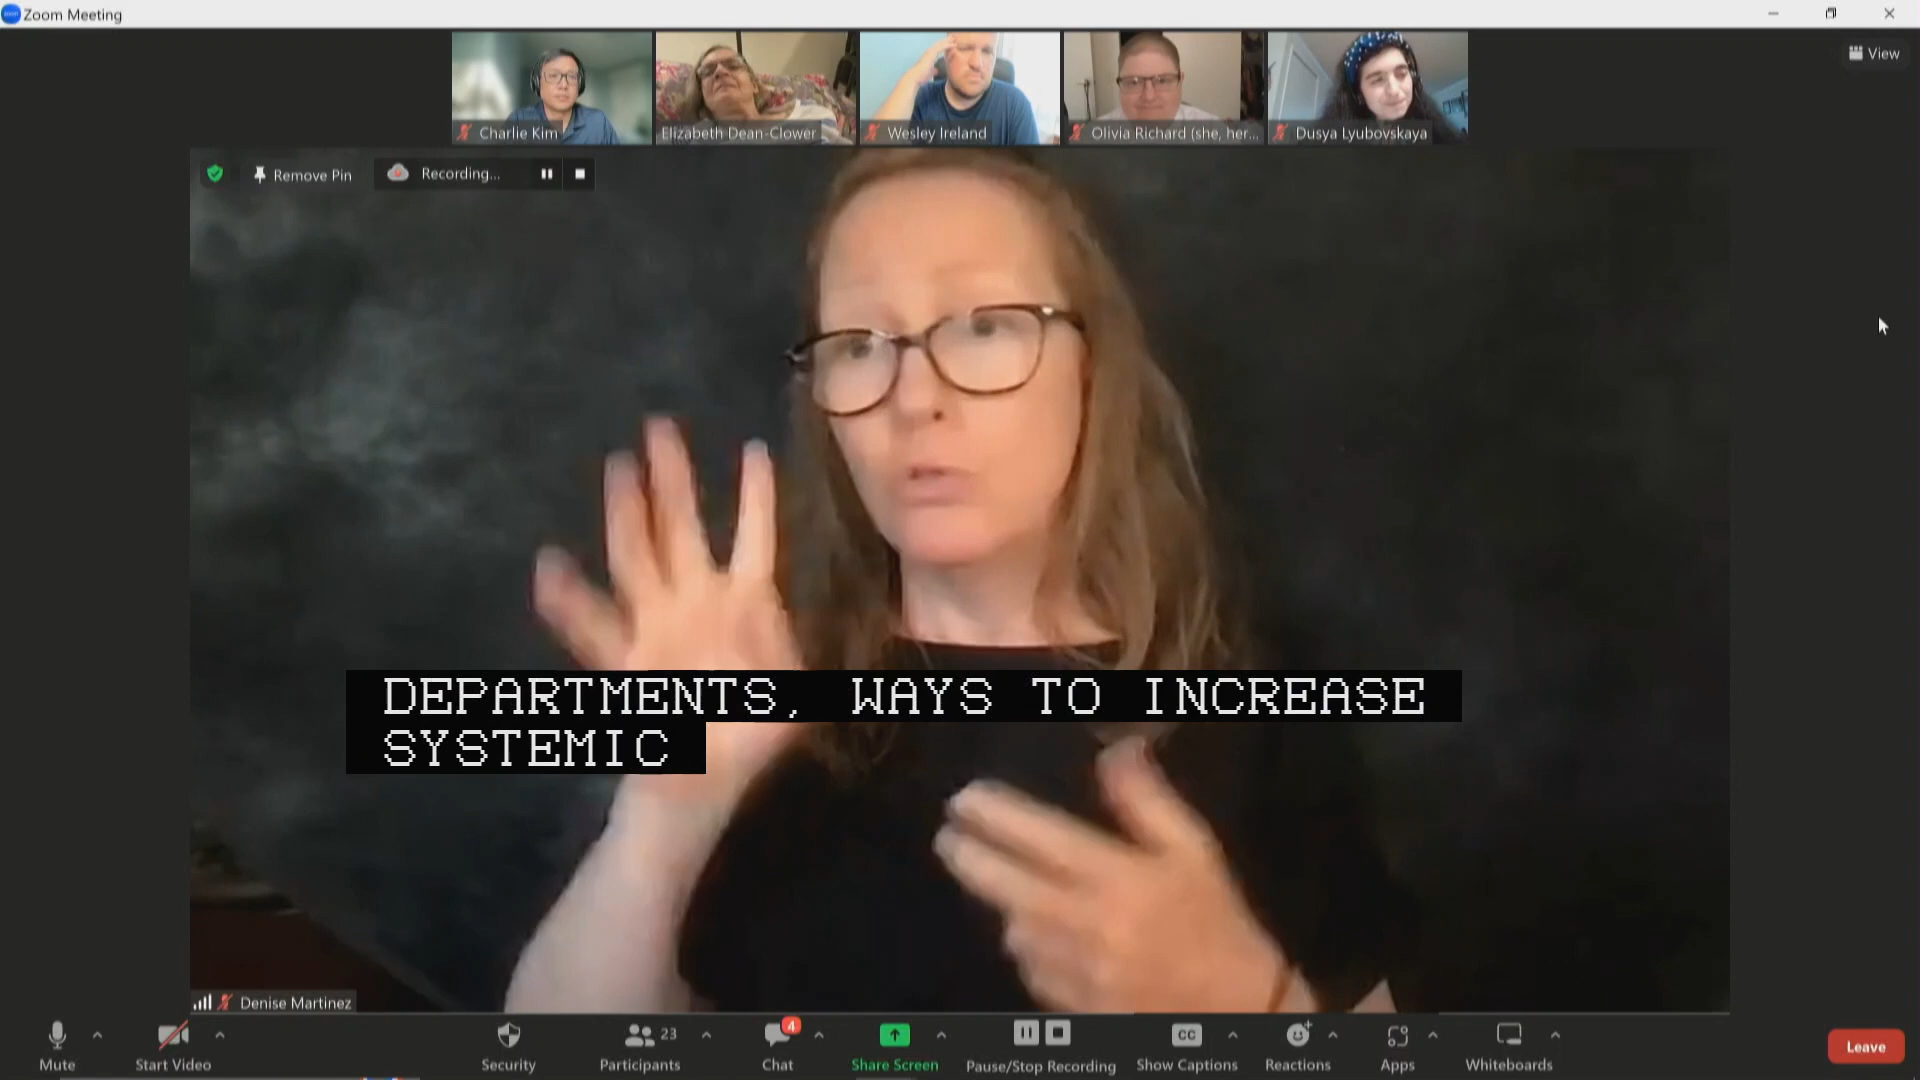 Zoom Meeting
View
Charlie Kim
Elizabeth Dean-Clower
Wesley Ireland
Olivia Richard (she, her...
Dusya Lyubovskaya
Remove Pin
Recording...
DEPARTMENTS, WAYS TO INCREASE
SYSTEMIC
Denise Martinez
Mute
Start Video
Security
Participants 23
Chat 4
Share Screen
Pause/Stop Recording
CC
Show Captions
Reactions
Apps
Whiteboards
Leave